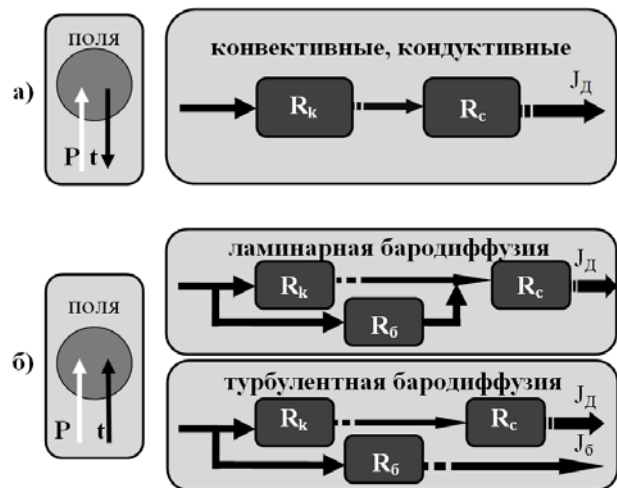 а)
поля
P t
конвективные, кондуктивные
Rk
Rc
JД
б)
поля
P t
ламинарная бародиффузия
Rk
Rc
JД
Rб
турбулентная бародиффузия
Rk
Rc
JД
Rб
Jб